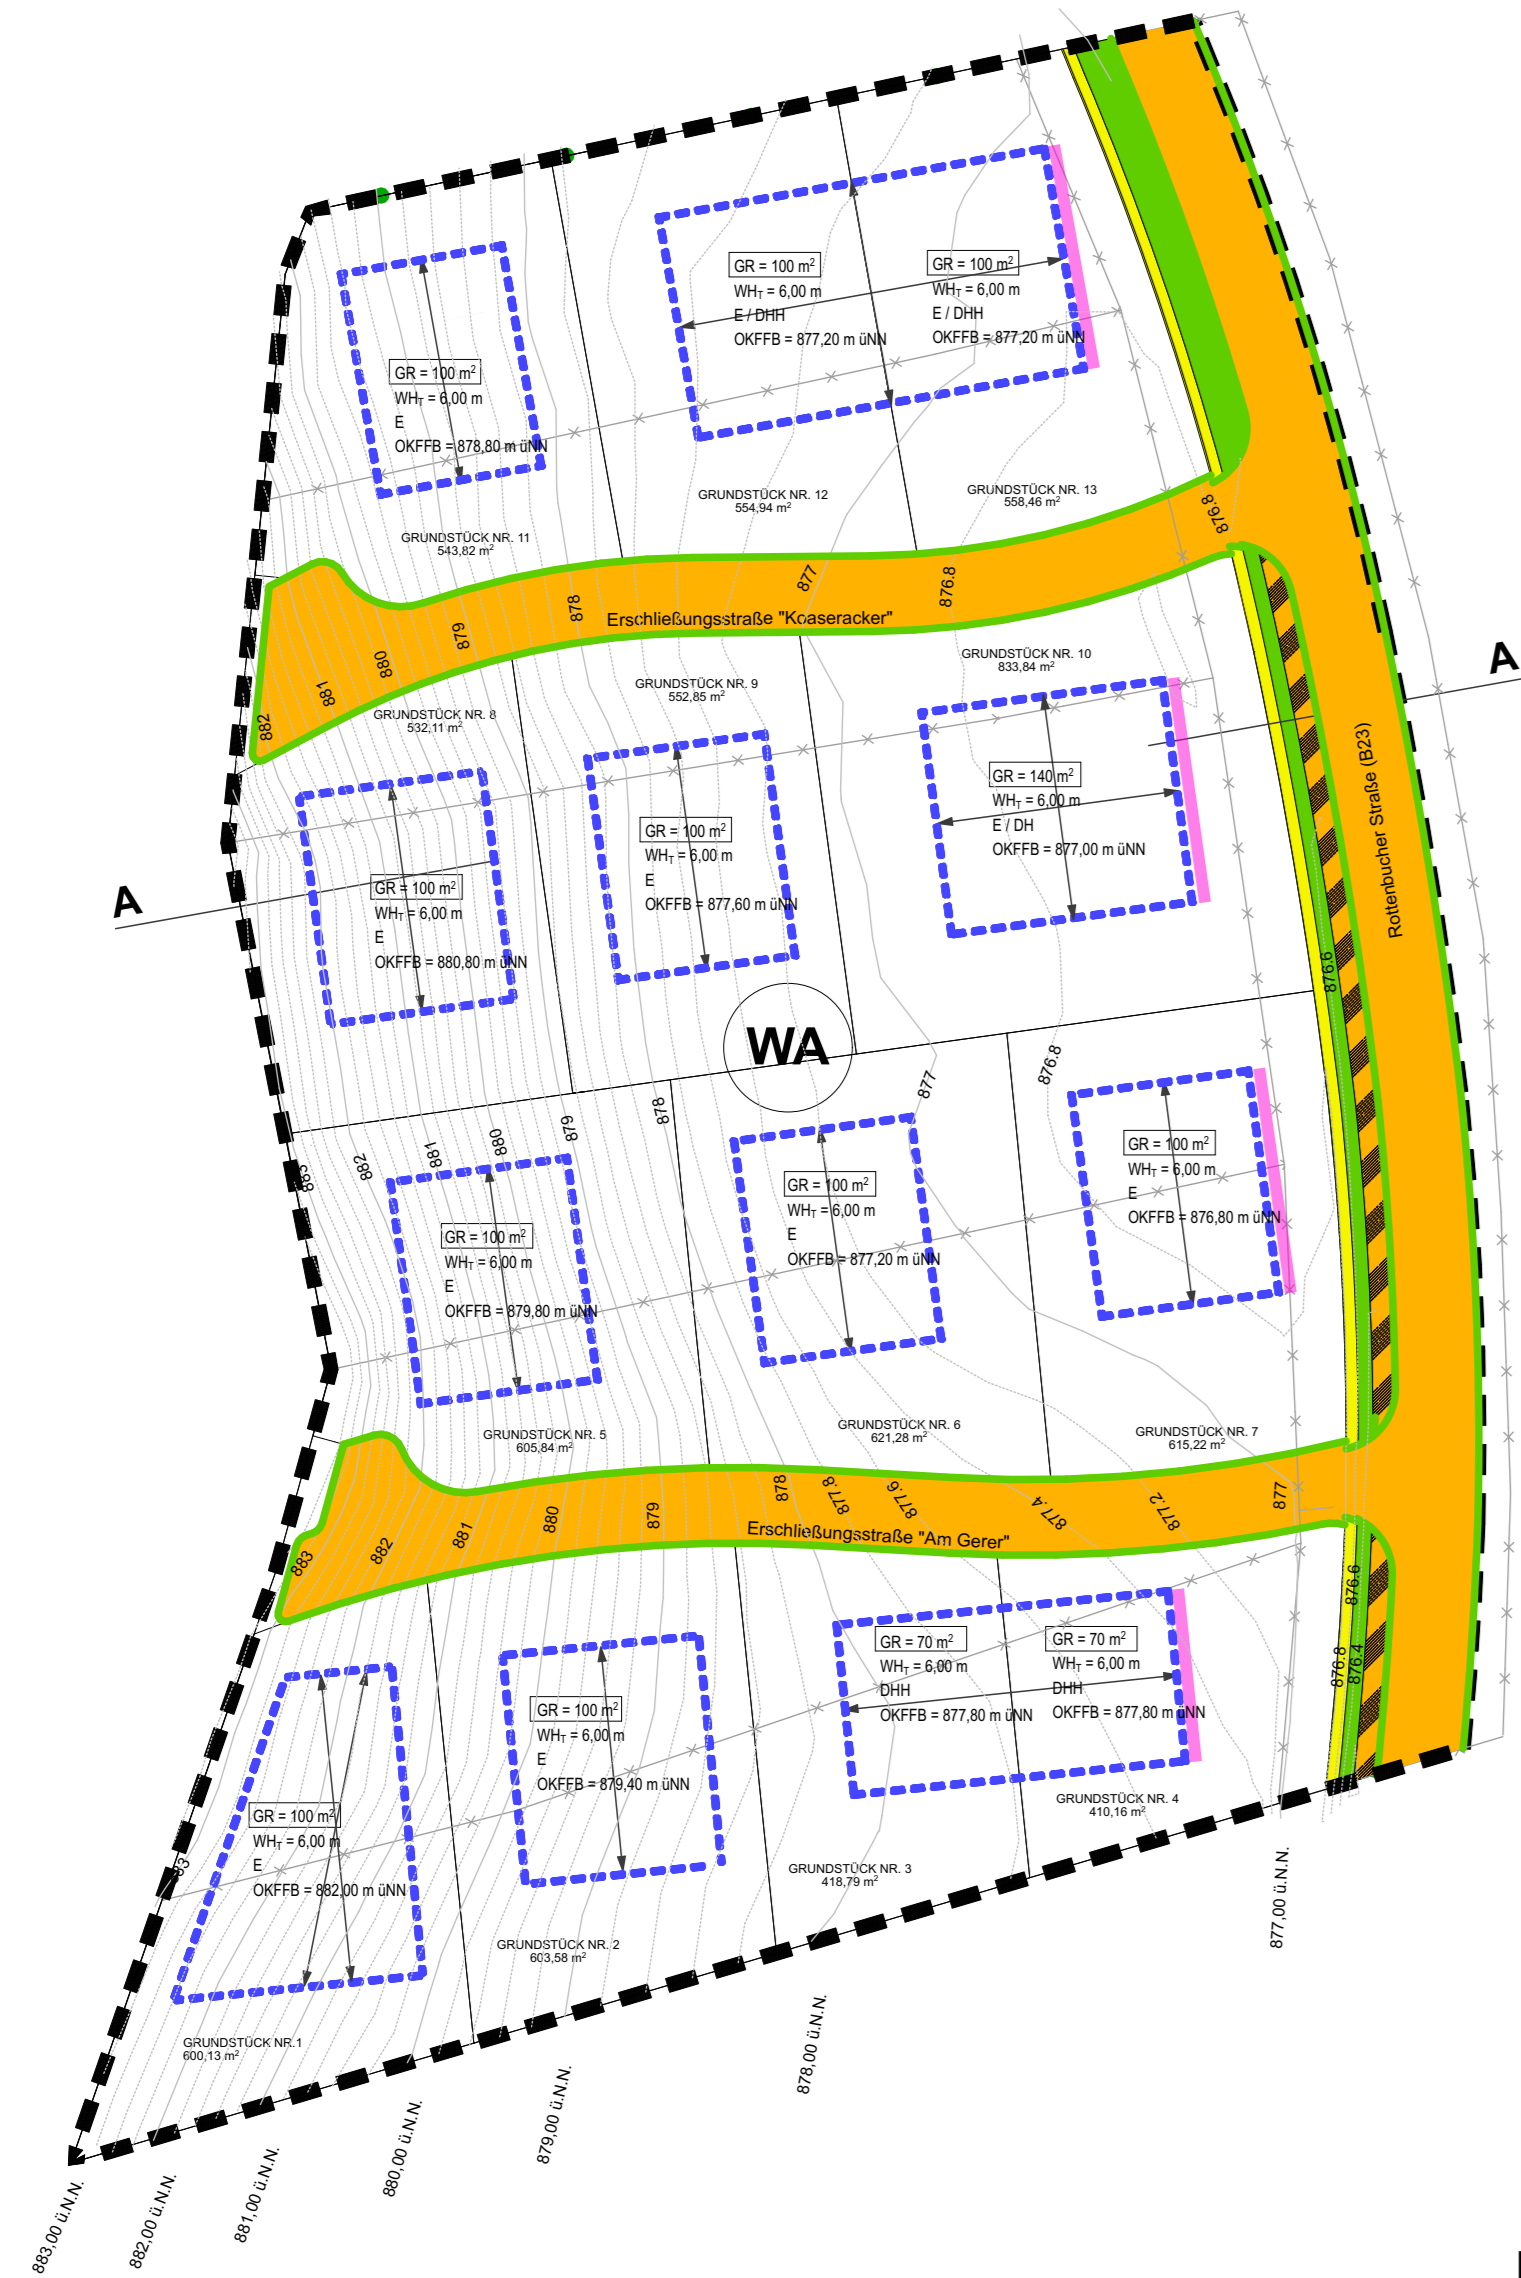 GR = 100 m²
WH_T = 6,00 m
E / DHH
OKFFB = 877,20 m üNN
GR = 100 m²
WH_T = 6,00 m
E / DHH
OKFFB = 877,20 m üNN
GR = 100 m²
WH_T = 6,00 m
E
OKFFB = 878,80 m üNN
GRUNDSTÜCK NR. 11
543,82 m²
GRUNDSTÜCK NR. 12
554,94 m²
GRUNDSTÜCK NR. 13
558,46 m²
876.8
882
881
880
879
878
877
876.8
Erschließungsstraße "Koaseracker"
GRUNDSTÜCK NR. 8
532,11 m²
GRUNDSTÜCK NR. 9
552,85 m²
GRUNDSTÜCK NR. 10
833,84 m²
A
A
Rottenbucher Straße (B23)
GR = 100 m²
WH_T = 6,00 m
E
OKFFB = 880,80 m üNN
GR = 100 m²
WH_T = 6,00 m
E
OKFFB = 877,60 m üNN
GR = 140 m²
WH_T = 6,00 m
E / DH
OKFFB = 877,00 m üNN
876.6
WA
883
882
881
880
879
878
877
876.8
GR = 100 m²
WH_T = 6,00 m
E
OKFFB = 879,80 m üNN
GR = 100 m²
WH_T = 6,00 m
E
OKFFB = 877,20 m üNN
GR = 100 m²
WH_T = 6,00 m
E
OKFFB = 876,80 m üNN
GRUNDSTÜCK NR. 5
605,84 m²
GRUNDSTÜCK NR. 6
621,28 m²
GRUNDSTÜCK NR. 7
615,22 m²
883
882
881
880
879
878
877.8
877.6
877.4
877.2
877
Erschließungsstraße "Am Gerer"
876.6
876.8
876.4
GR = 100 m²
WH_T = 6,00 m
E
OKFFB = 882,00 m üNN
GR = 100 m²
WH_T = 6,00 m
E
OKFFB = 879,40 m üNN
GR = 70 m²
WH_T = 6,00 m
DHH
OKFFB = 877,80 m üNN
GR = 70 m²
WH_T = 6,00 m
DHH
OKFFB = 877,80 m üNN
GRUNDSTÜCK NR.1
600,13 m²
GRUNDSTÜCK NR. 2
603,58 m²
GRUNDSTÜCK NR. 3
418,79 m²
GRUNDSTÜCK NR. 4
410,16 m²
883,00 ü.N.N.
882,00 ü.N.N.
881,00 ü.N.N.
880,00 ü.N.N.
879,00 ü.N.N.
878,00 ü.N.N.
877,00 ü.N.N.